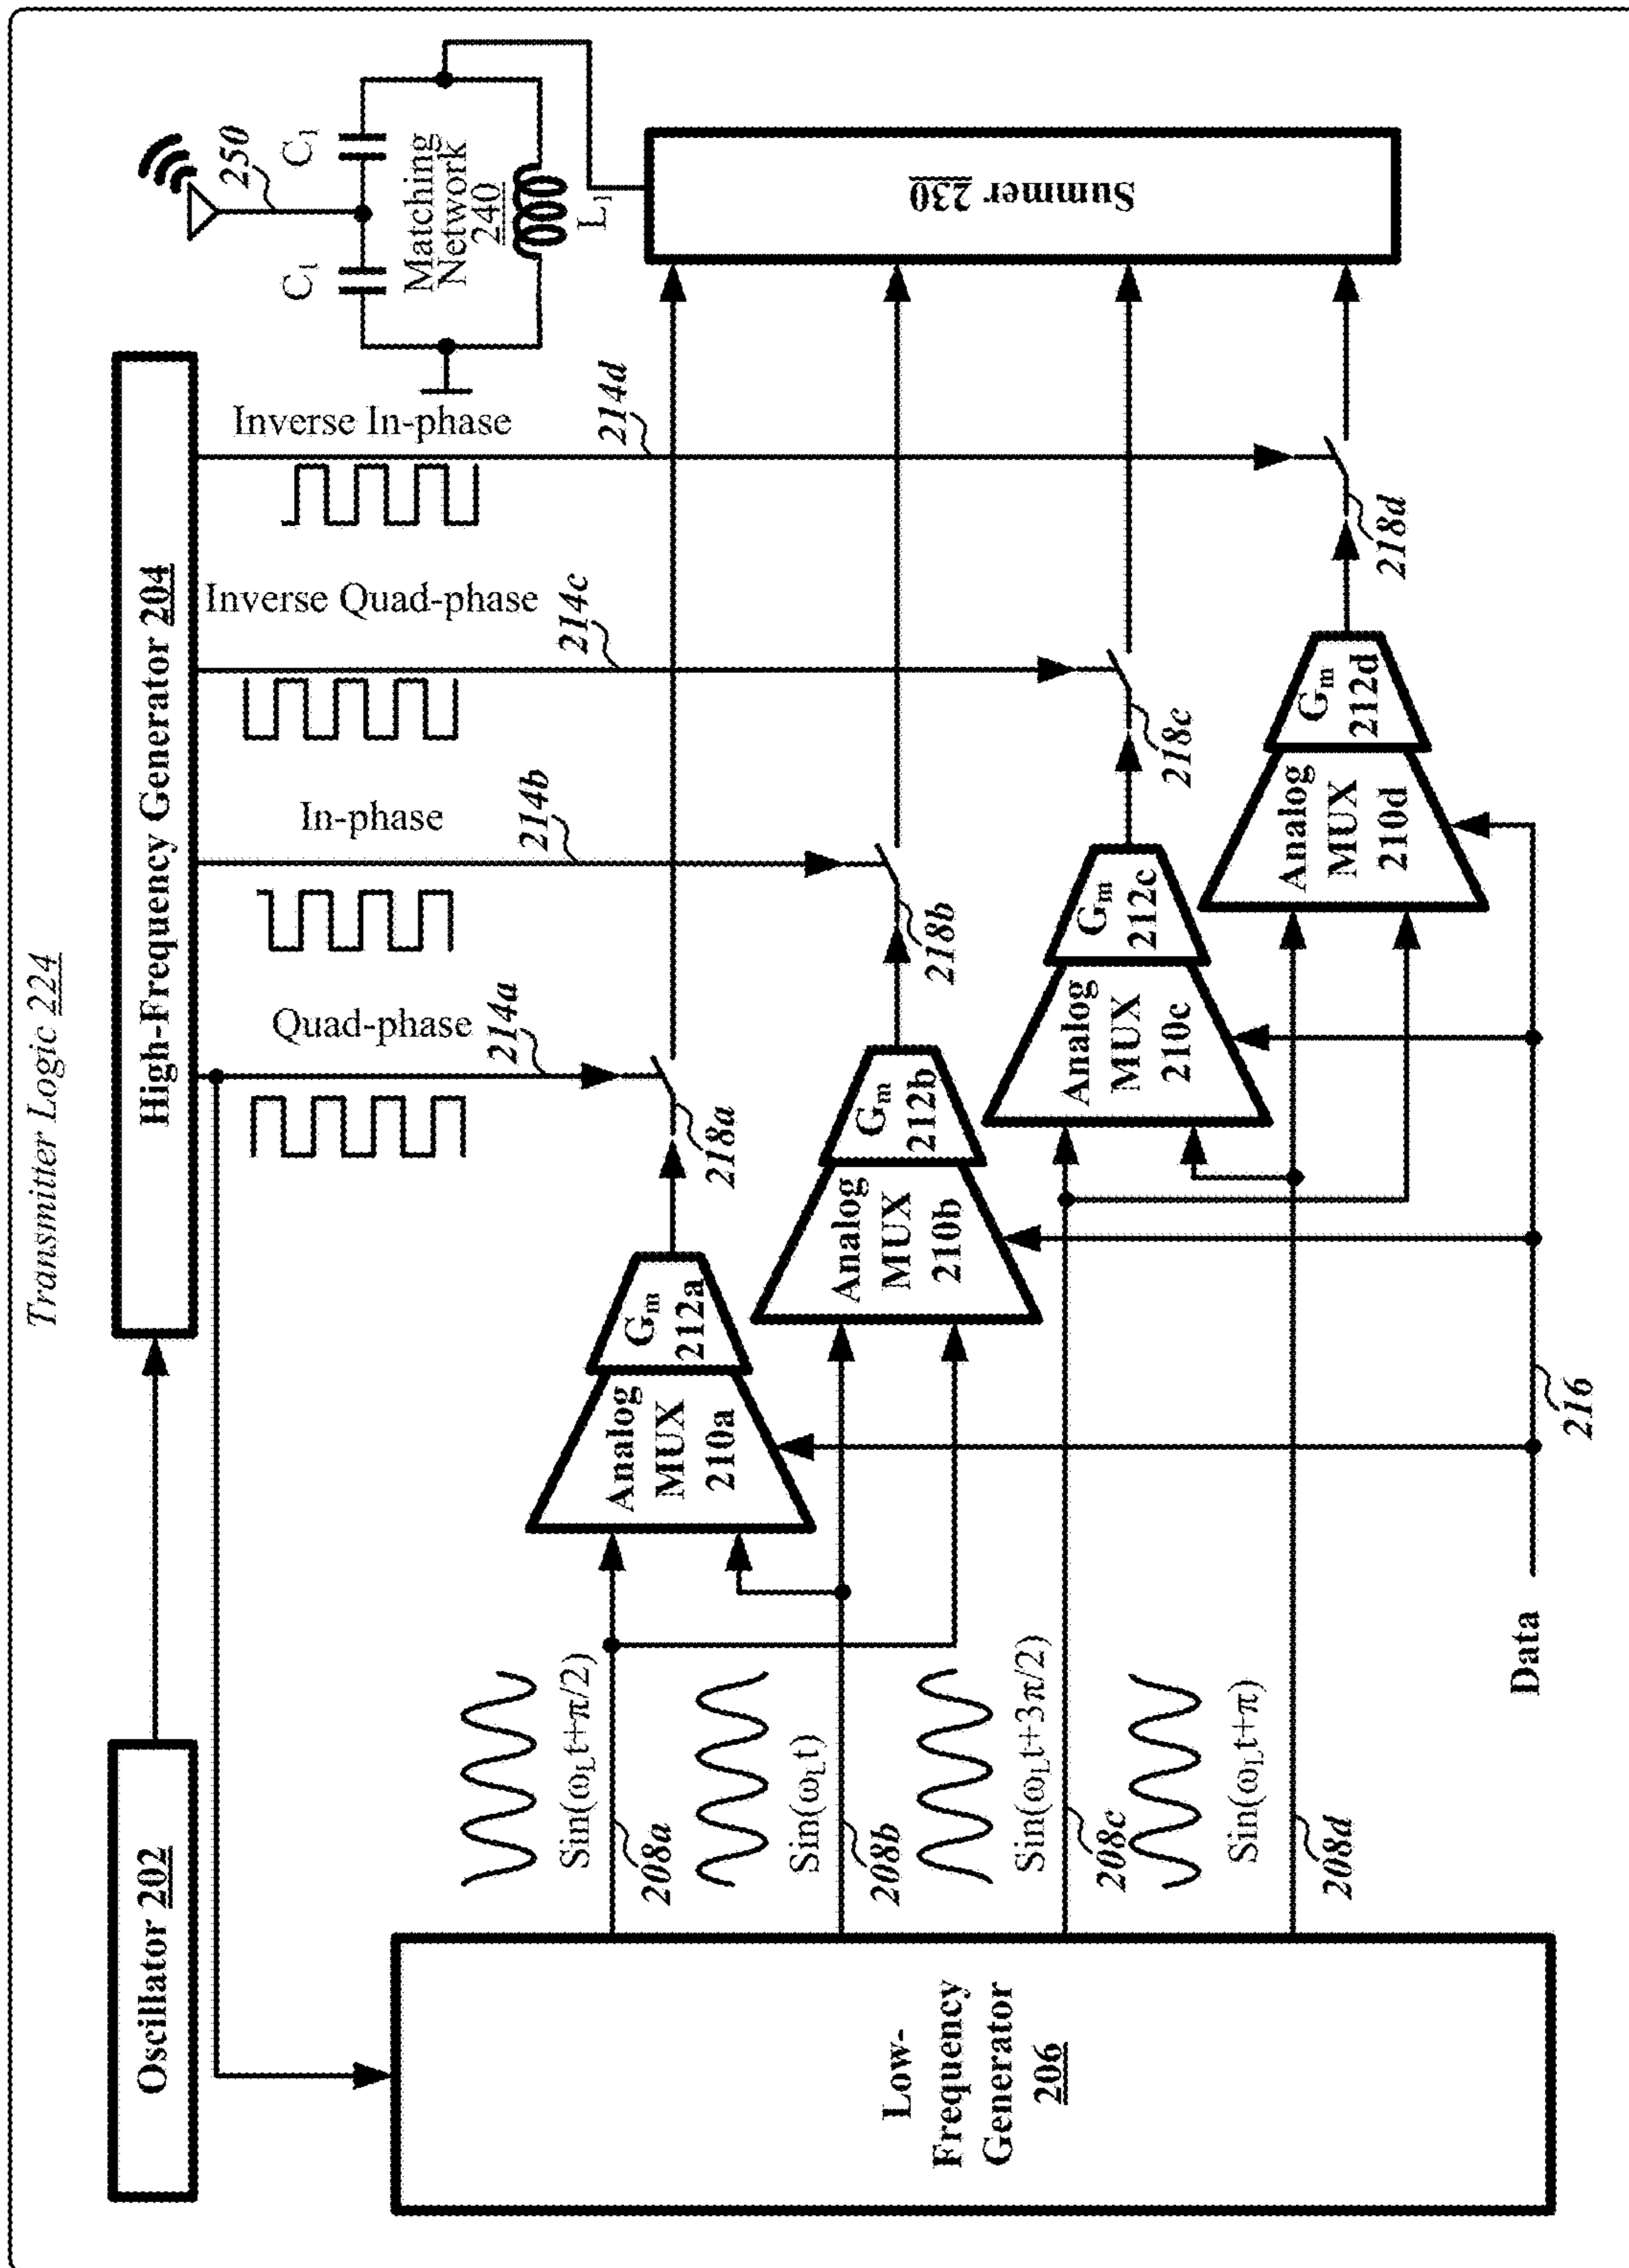 Transmitter Logic 224
Oscillator 202
High-Frequency Generator 204
Quad-phase
214a
In-phase
214b
Inverse Quad-phase
214c
Inverse In-phase
214d
250
C1
C1
Matching
Network
240
L1
Summer 230
Low-
Frequency
Generator
206
Sin(ωLt+π/2)
208a
Sin(ωLt)
208b
Sin(ωLt+3π/2)
208c
Sin(ωLt+π)
208d
Analog
MUX
210a
Gm
212a
218a
Analog
MUX
210b
Gm
212b
218b
Analog
MUX
210c
Gm
212c
218c
Analog
MUX
210d
Gm
212d
218d
Data
216